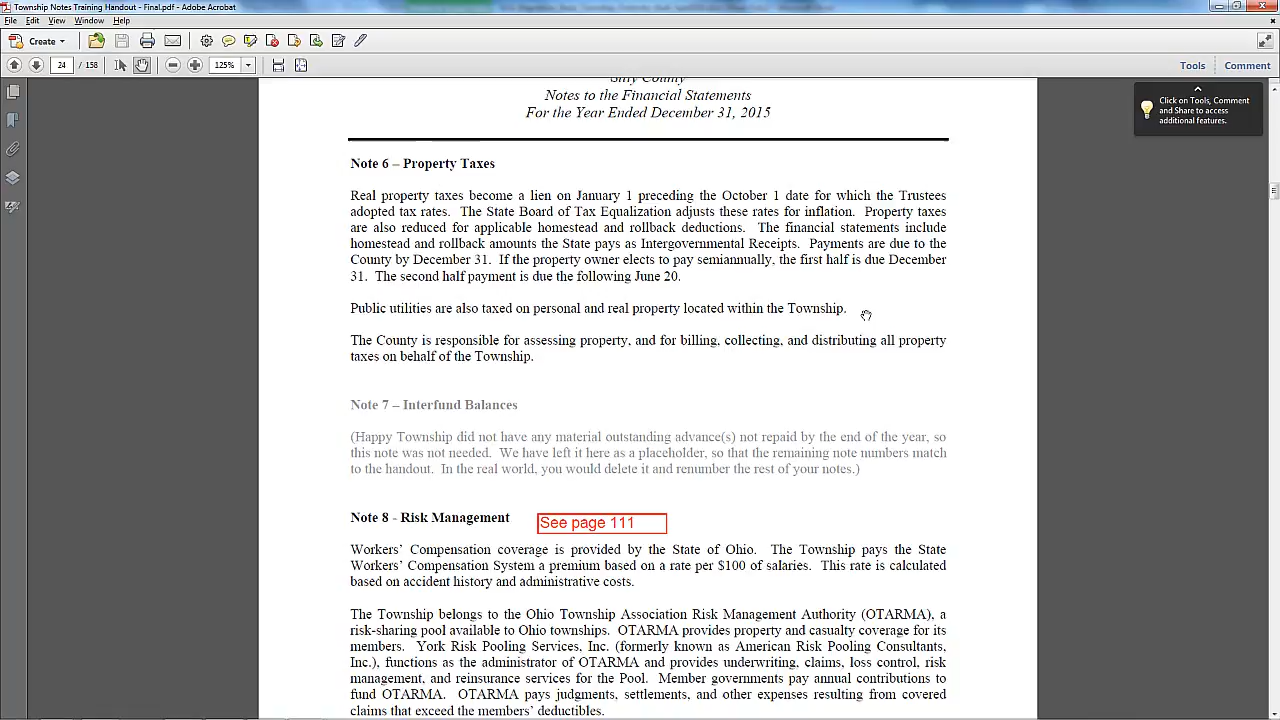 Township Notes Training Handout - Final.pdf - Adobe Acrobat
File Edit View Window Help
Create
24 / 158 125% Tools Comment
Click on Tools, Comment
and Share to access
additional features.
Silly County
Notes to the Financial Statements
For the Year Ended December 31, 2015
Note 6 – Property Taxes
Real property taxes become a lien on January 1 preceding the October 1 date for which the Trustees
adopted tax rates. The State Board of Tax Equalization adjusts these rates for inflation. Property taxes
are also reduced for applicable homestead and rollback deductions. The financial statements include
homestead and rollback amounts the State pays as Intergovernmental Receipts. Payments are due to the
County by December 31. If the property owner elects to pay semiannually, the first half is due December
31. The second half payment is due the following June 20.
Public utilities are also taxed on personal and real property located within the Township.
The County is responsible for assessing property, and for billing, collecting, and distributing all property
taxes on behalf of the Township.
Note 7 – Interfund Balances
(Happy Township did not have any material outstanding advance(s) not repaid by the end of the year, so
this note was not needed. We have left it here as a placeholder, so that the remaining note numbers match
to the handout. In the real world, you would delete it and renumber the rest of your notes.)
Note 8 - Risk Management
See page 111
Workers' Compensation coverage is provided by the State of Ohio. The Township pays the State
Workers' Compensation System a premium based on a rate per $100 of salaries. This rate is calculated
based on accident history and administrative costs.
The Township belongs to the Ohio Township Association Risk Management Authority (OTARMA), a
risk-sharing pool available to Ohio townships. OTARMA provides property and casualty coverage for its
members. York Risk Pooling Services, Inc. (formerly known as American Risk Pooling Consultants,
Inc.), functions as the administrator of OTARMA and provides underwriting, claims, loss control, risk
management, and reinsurance services for the Pool. Member governments pay annual contributions to
fund OTARMA. OTARMA pays judgments, settlements, and other expenses resulting from covered
claims that exceed the members' deductibles.